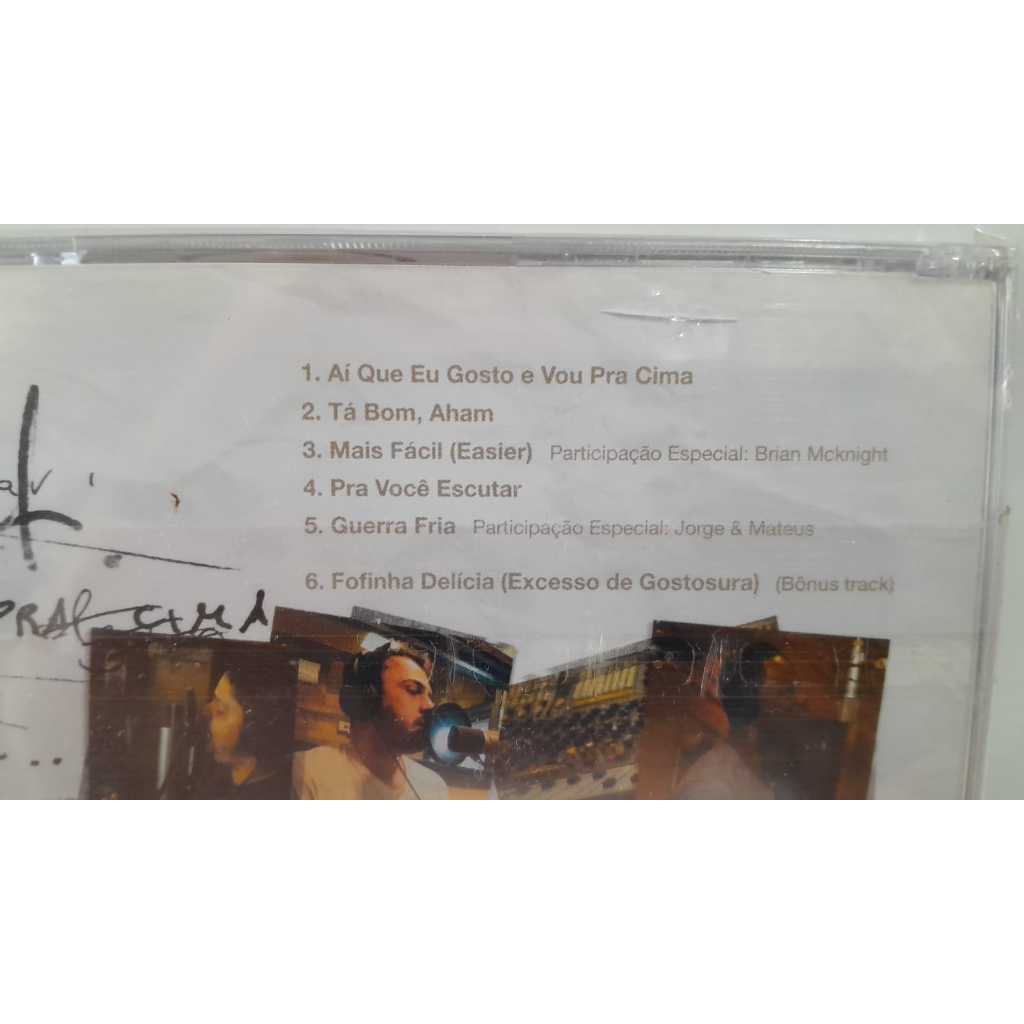 1. Aí Que Eu Gosto e Vou Pra Cima
2. Tá Bom, Aham
3. Mais Fácil (Easier) Participação Especial: Brian Mcknight
4. Pra Você Escutar
5. Guerra Fria Participação Especial: Jorge & Mateus
6. Fofinha Delícia (Excesso de Gostosura) (Bônus track)
PRA CIMA